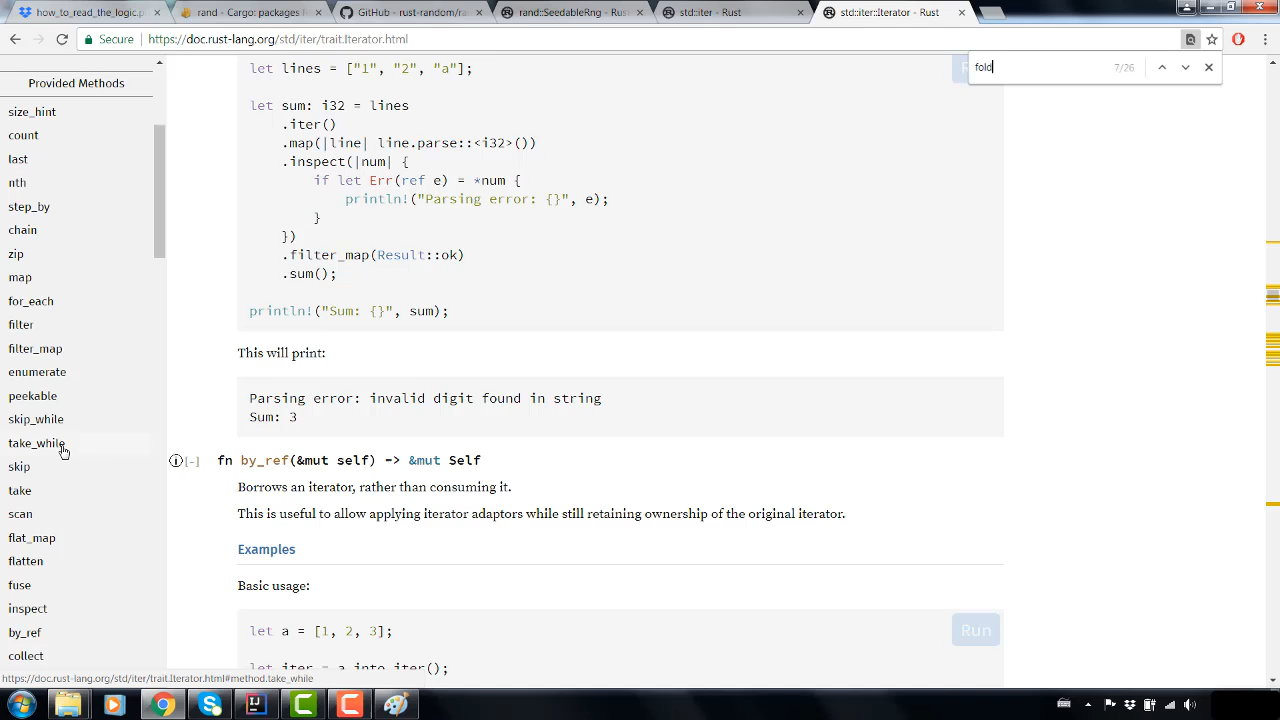 how_to_read_the_logic.p
rand - Cargo: packages f
GitHub - rust-random/ra
rand::SeedableRng - Rust
std::iter - Rust
std::iter::Iterator - Rust
Secure
https://doc.rust-lang.org/std/iter/trait.Iterator.html
fold
7/26
Provided Methods
size_hint
count
last
nth
step_by
chain
zip
map
for_each
filter
filter_map
enumerate
peekable
skip_while
take_while
skip
take
scan
flat_map
flatten
fuse
inspect
by_ref
collect
let lines = ["1", "2", "a"];
let sum: i32 = lines
.iter()
.map(|line| line.parse::<i32>())
.inspect(|num| {
if let Err(ref e) = *num {
println!("Parsing error: {}", e);
}
})
.filter_map(Result::ok)
.sum();
println!("Sum: {}", sum);
This will print:
Parsing error: invalid digit found in string
Sum: 3
[-] fn by_ref(&mut self) -> &mut Self
Borrows an iterator, rather than consuming it.
This is useful to allow applying iterator adaptors while still retaining ownership of the original iterator.
Examples
Basic usage:
let a = [1, 2, 3];
Run
let iter = a.into_iter();
https://doc.rust-lang.org/std/iter/trait.Iterator.html#method.take_while